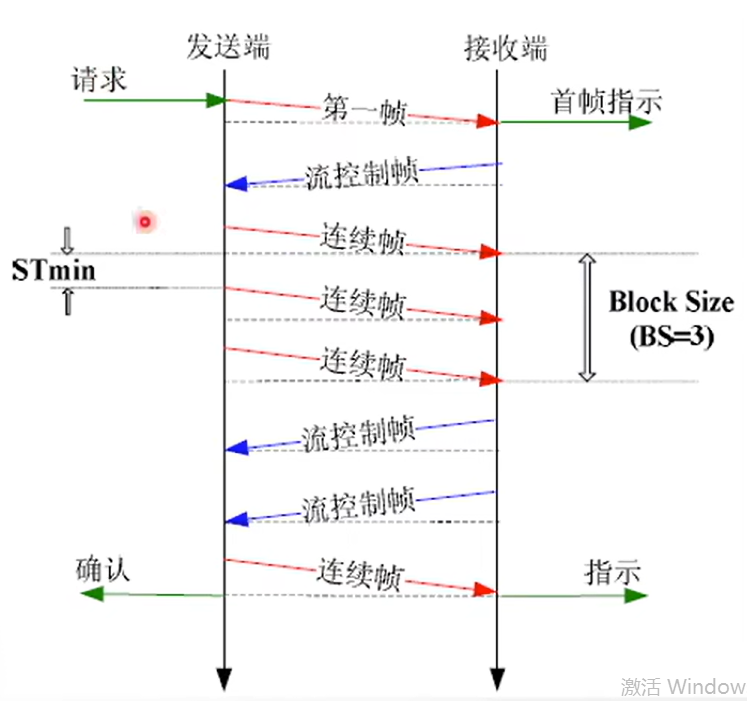 发送端
接收端
请求
第一帧
首帧指示
流控制帧
连续帧
STmin
连续帧
Block Size
(BS=3)
连续帧
流控制帧
流控制帧
确认
连续帧
指示
激活 Window